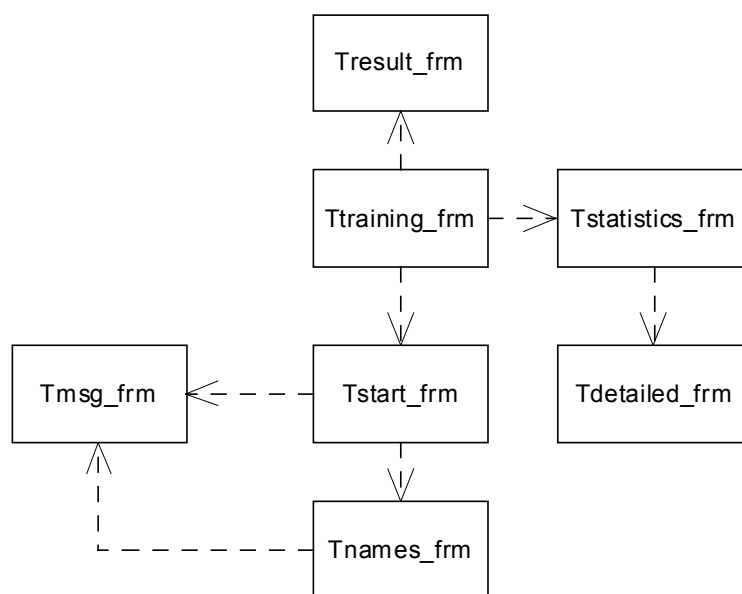 Tresult_frm
Ttraining_frm
Tstatistics_frm
Tmsg_frm
Tstart_frm
Tdetailed_frm
Tnames_frm